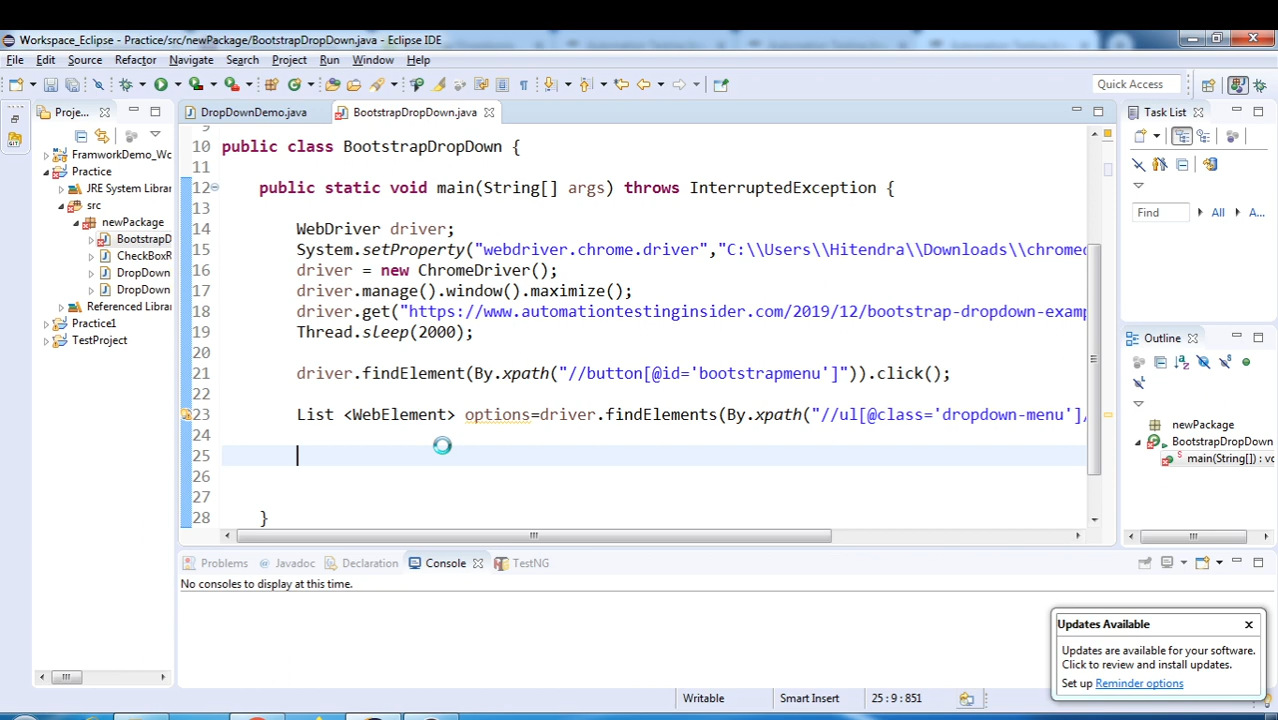 Workspace_Eclipse - Practice/src/newPackage/BootstrapDropDown.java - Eclipse IDE
File Edit Source Refactor Navigate Search Project Run Window Help
Quick Access
Proje...
DropDownDemo.java
BootstrapDropDown.java
Task List
FramworkDemo_Wo
Practice
JRE System Librar
src
newPackage
BootstrapD
CheckBoxR
DropDown
DropDown
Referenced Librar
Practice1
TestProject
9
10 public class BootstrapDropDown {
11
12 public static void main(String[] args) throws InterruptedException {
13
14 WebDriver driver;
15 System.setProperty("webdriver.chrome.driver","C:\\Users\\Hitendra\\Downloads\\chromed
16 driver = new ChromeDriver();
17 driver.manage().window().maximize();
18 driver.get("https://www.automationtestinginsider.com/2019/12/bootstrap-dropdown-examp
19 Thread.sleep(2000);
20
21 driver.findElement(By.xpath("//button[@id='bootstrapmenu']")).click();
22
23 List <WebElement> options=driver.findElements(By.xpath("//ul[@class='dropdown-menu']/
24
25
26
27
28 }
Find All A...
Outline
newPackage
BootstrapDropDown
main(String[]) : vo
Problems Javadoc Declaration Console TestNG
No consoles to display at this time.
Updates Available
Updates are available for your software.
Click to review and install updates.
Set up Reminder options
Writable Smart Insert 25 : 9 : 851